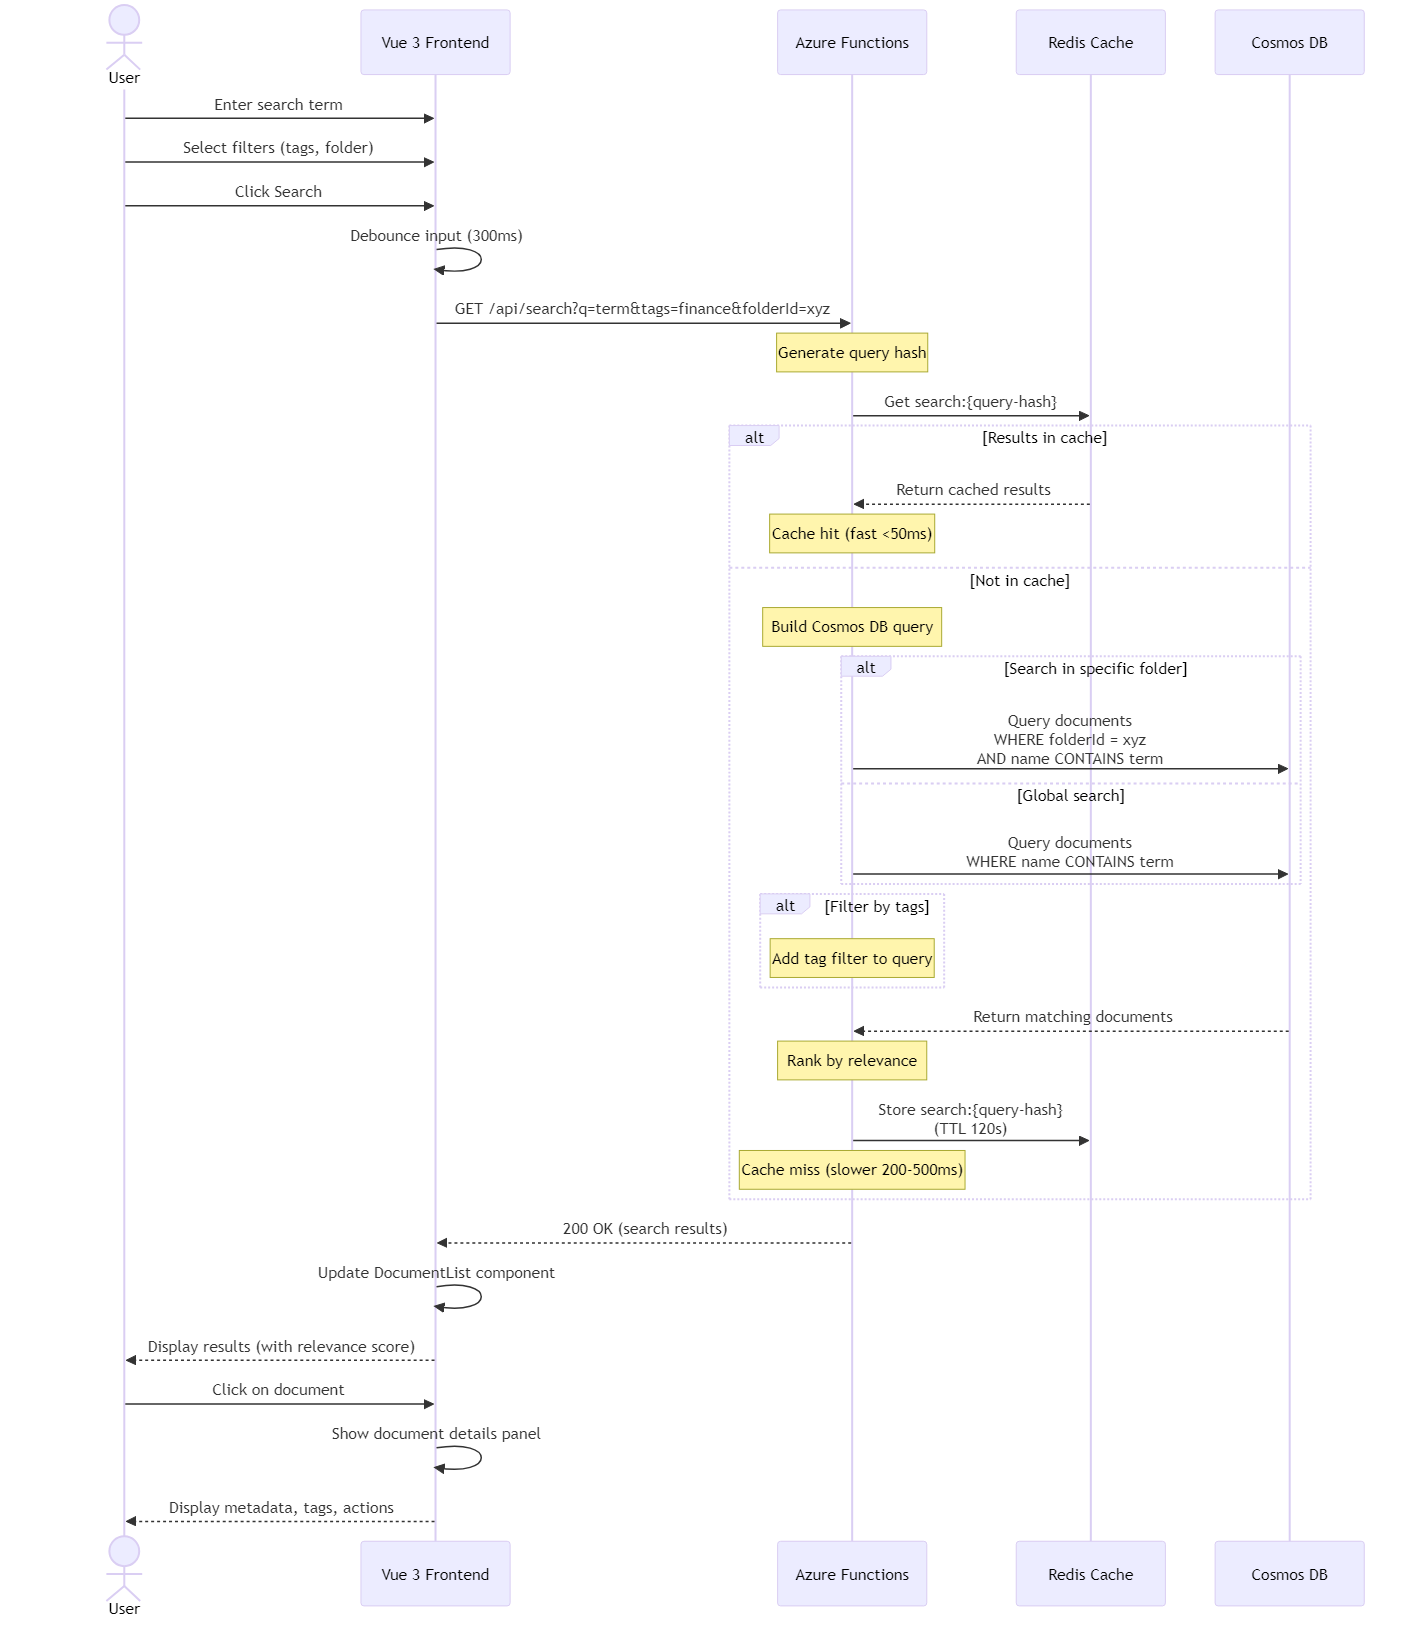 User
Vue 3 Frontend
Azure Functions
Redis Cache
Cosmos DB
Enter search term
Select filters (tags, folder)
Click Search
Debounce input (300ms)
GET /api/search?q=term&tags=finance&folderId=xyz
Generate query hash
Get search:{query-hash}
alt
[Results in cache]
Return cached results
Cache hit (fast <50ms)
[Not in cache]
Build Cosmos DB query
alt
[Search in specific folder]
Query documents
WHERE folderId = xyz
AND name CONTAINS term
[Global search]
Query documents
WHERE name CONTAINS term
alt
[Filter by tags]
Add tag filter to query
Return matching documents
Rank by relevance
Store search:{query-hash}
(TTL 120s)
Cache miss (slower 200-500ms)
200 OK (search results)
Update DocumentList component
Display results (with relevance score)
Click on document
Show document details panel
Display metadata, tags, actions
User
Vue 3 Frontend
Azure Functions
Redis Cache
Cosmos DB